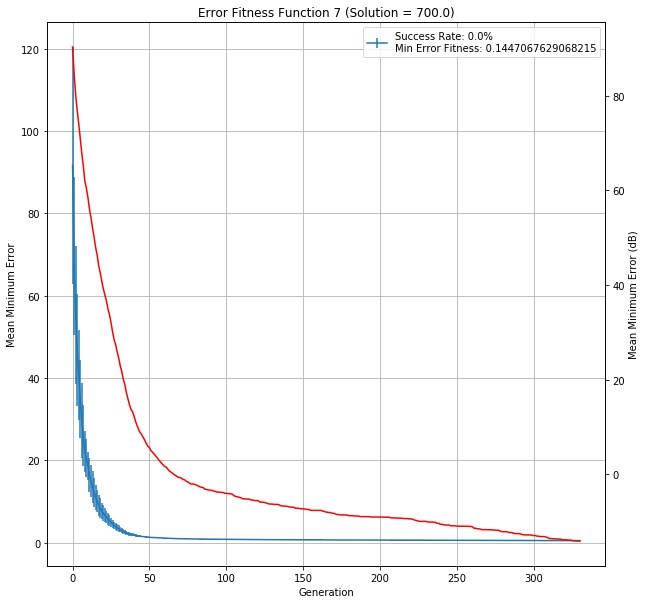 Error Fitness Function 7 (Solution = 700.0)
Success Rate: 0.0%
Min Error Fitness: 0.1447067629068215
120
100
80
60
40
20
0
Mean Minimum Error
80
60
40
20
0
Mean Minimum Error (dB)
0 50 100 150 200 250 300
Generation